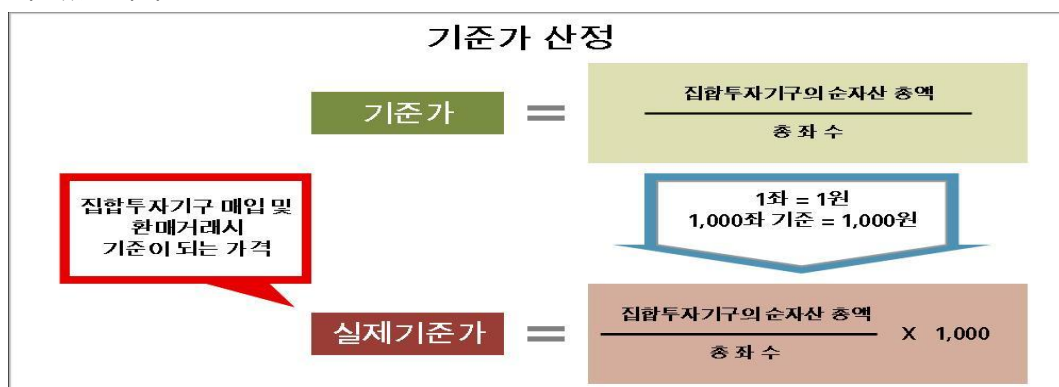 기준가 산정
기준가 = 집합투자기구의 순자산 총액
총 좌 수
집합투자기구 매입 및
환매거래시
기준이 되는 가격
1좌 = 1원
1,000좌 기준 = 1,000원
실제기준가 = 집합투자기구의 순자산 총액
총 좌 수
X 1,000